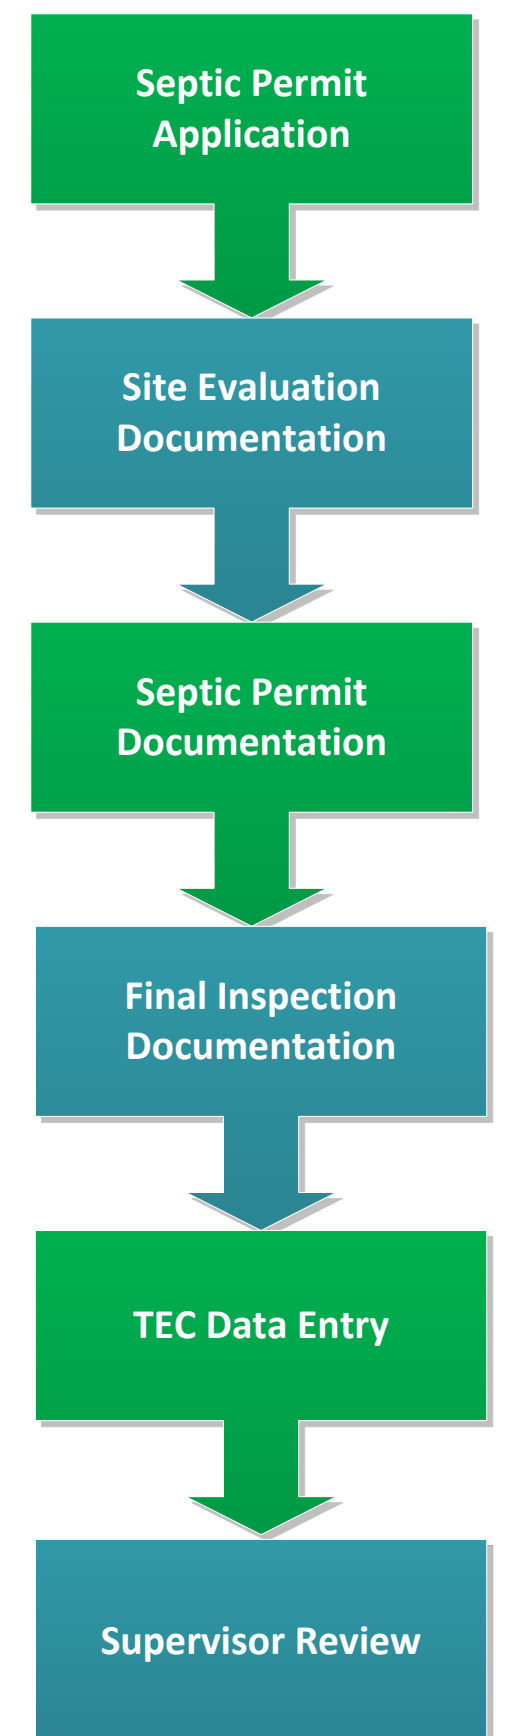 Septic Permit
Application
Site Evaluation
Documentation
Septic Permit
Documentation
Final Inspection
Documentation
TEC Data Entry
Supervisor Review